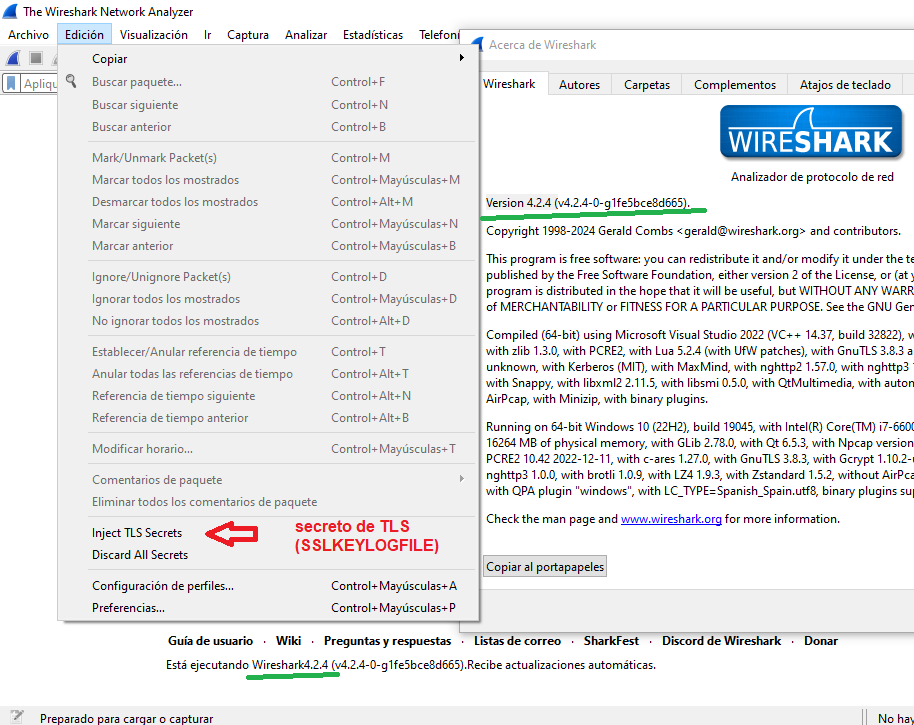 The Wireshark Network Analyzer
Archivo Edición Visualización Ir Captura Analizar Estadísticas Telefoní
Apliqu
Copiar
Buscar paquete... Control+F
Buscar siguiente Control+N
Buscar anterior Control+B
Mark/Unmark Packet(s) Control+M
Marcar todos los mostrados Control+Mayúsculas+M
Desmarcar todos los mostrados Control+Alt+M
Marcar siguiente Control+Mayúsculas+N
Marcar anterior Control+Mayúsculas+B
Ignore/Unignore Packet(s) Control+D
Ignorar todos los mostrados Control+Mayúsculas+D
No ignorar todos los mostrados Control+Alt+D
Establecer/Anular referencia de tiempo Control+T
Anular todas las referencias de tiempo Control+Alt+T
Referencia de tiempo siguiente Control+Alt+N
Referencia de tiempo anterior Control+Alt+B
Modificar horario... Control+Mayúsculas+T
Comentarios de paquete
Eliminar todos los comentarios de paquete
Inject TLS Secrets
Discard All Secrets
secreto de TLS
(SSLKEYLOGFILE)
Configuración de perfiles... Control+Mayúsculas+A
Preferencias... Control+Mayúsculas+P
Acerca de Wireshark
Wireshark Autores Carpetas Complementos Atajos de teclado
WIRESHARK
Analizador de protocolo de red
Version 4.2.4 (v4.2.4-0-g1fe5bce8d665).
Copyright 1998-2024 Gerald Combs <gerald@wireshark.org> and contributors.
This program is free software: you can redistribute it and/or modify it under the te
published by the Free Software Foundation, either version 2 of the License, or (at y
program is distributed in the hope that it will be useful, but WITHOUT ANY WARR
of MERCHANTABILITY or FITNESS FOR A PARTICULAR PURPOSE. See the GNU Gen
Compiled (64-bit) using Microsoft Visual Studio 2022 (VC++ 14.37, build 32822), w
with zlib 1.3.0, with PCRE2, with Lua 5.2.4 (with UfW patches), with GnuTLS 3.8.3 a
unknown, with Kerberos (MIT), with MaxMind, with nghttp2 1.57.0, with nghttp3 1
with Snappy, with libxml2 2.11.5, with libsmi 0.5.0, with QtMultimedia, with autom
AirPcap, with Minizip, with binary plugins.
Running on 64-bit Windows 10 (22H2), build 19045, with Intel(R) Core(TM) i7-6600
16264 MB of physical memory, with GLib 2.78.0, with Qt 6.5.3, with Npcap version
PCRE2 10.42 2022-12-11, with c-ares 1.27.0, with GnuTLS 3.8.3, with Gcrypt 1.10.2-u
nghttp3 1.0.0, with brotli 1.0.9, with LZ4 1.9.3, with Zstandard 1.5.2, without AirPca
with QPA plugin "windows", with LC_TYPE=Spanish_Spain.utf8, binary plugins sup
Check the man page and www.wireshark.org for more information.
Copiar al portapapeles
Guía de usuario · Wiki · Preguntas y respuestas · Listas de correo · SharkFest · Discord de Wireshark · Donar
Está ejecutando Wireshark4.2.4 (v4.2.4-0-g1fe5bce8d665).Recibe actualizaciones automáticas.
Preparado para cargar o capturar No hay